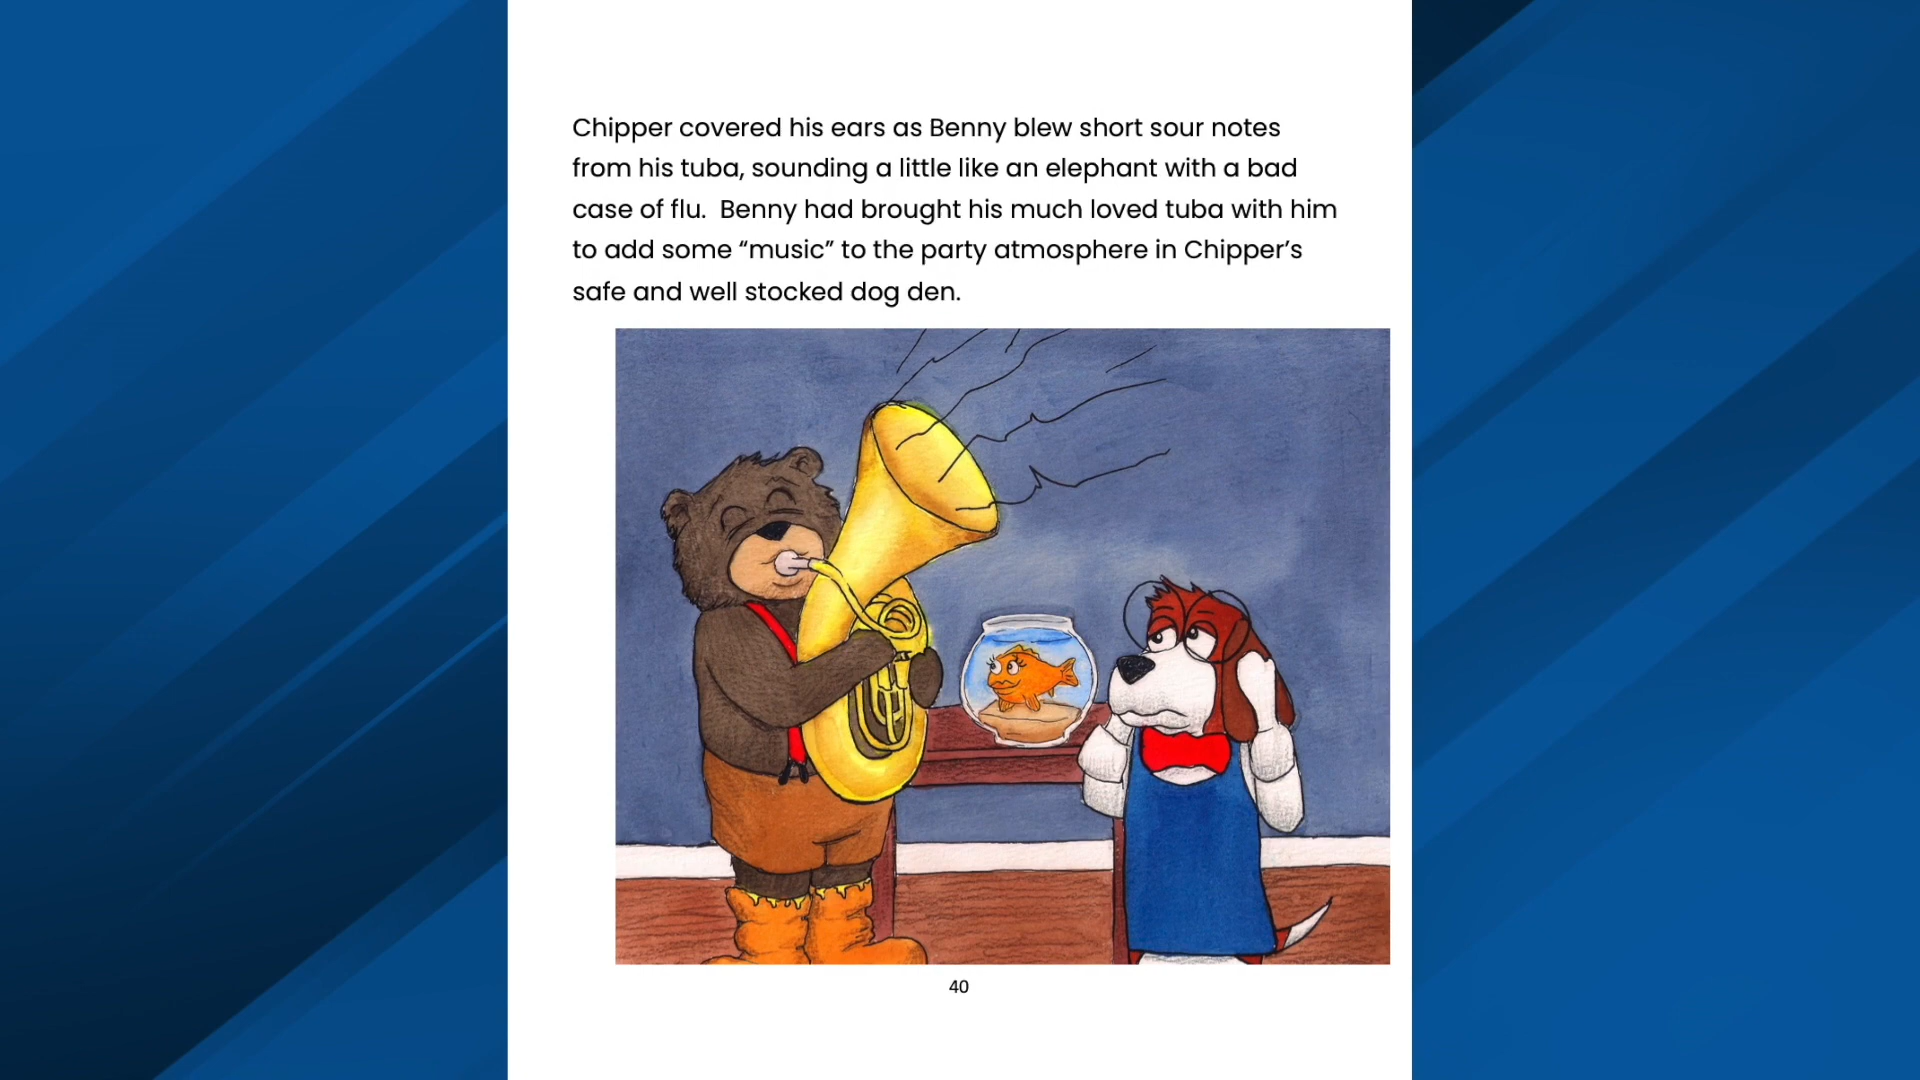 Chipper covered his ears as Benny blew short sour notes
from his tuba, sounding a little like an elephant with a bad
case of flu.  Benny had brought his much loved tuba with him
to add some “music” to the party atmosphere in Chipper’s
safe and well stocked dog den.
40